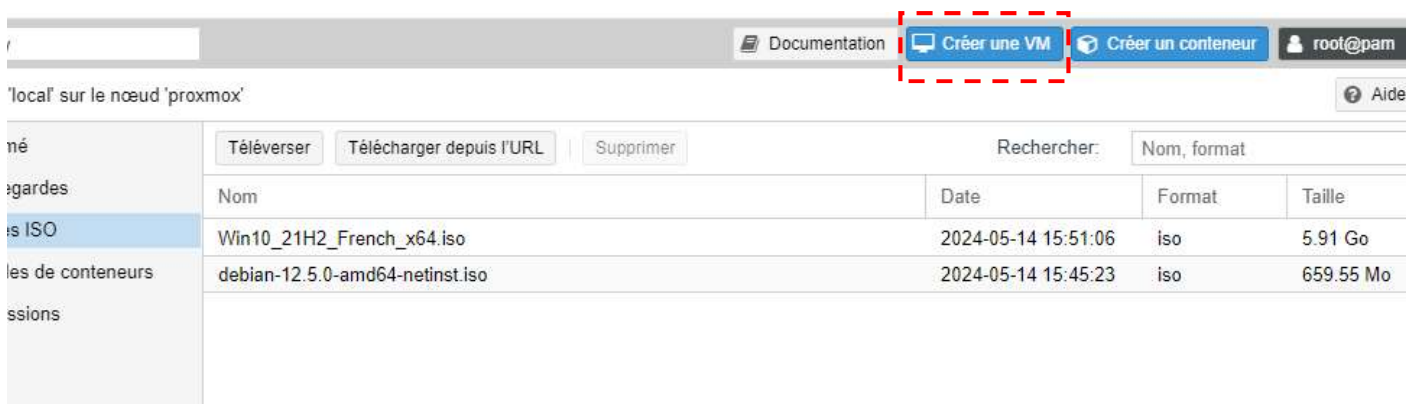 Documentation Créer une VM Créer un conteneur root@pam
'local' sur le nœud 'proxmox' Aide
mé Téléverser Télécharger depuis l'URL Supprimer Rechercher: Nom, format
egardes Nom Date Format Taille
es ISO Win10_21H2_French_x64.iso 2024-05-14 15:51:06 iso 5.91 Go
les de conteneurs debian-12.5.0-amd64-netinst.iso 2024-05-14 15:45:23 iso 659.55 Mo
ssions